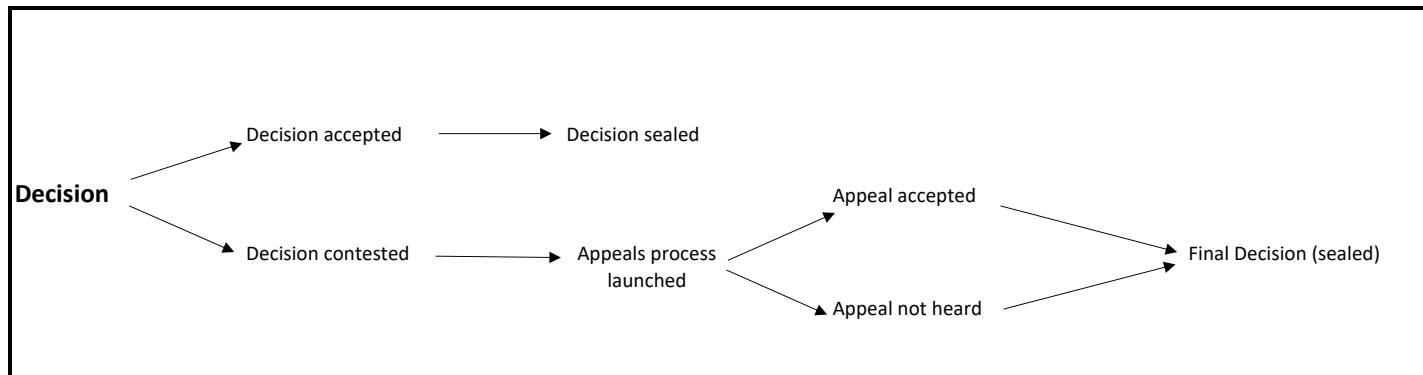 Decision accepted
Decision sealed
Decision
Appeal accepted
Decision contested
Appeals process
launched
Final Decision (sealed)
Appeal not heard